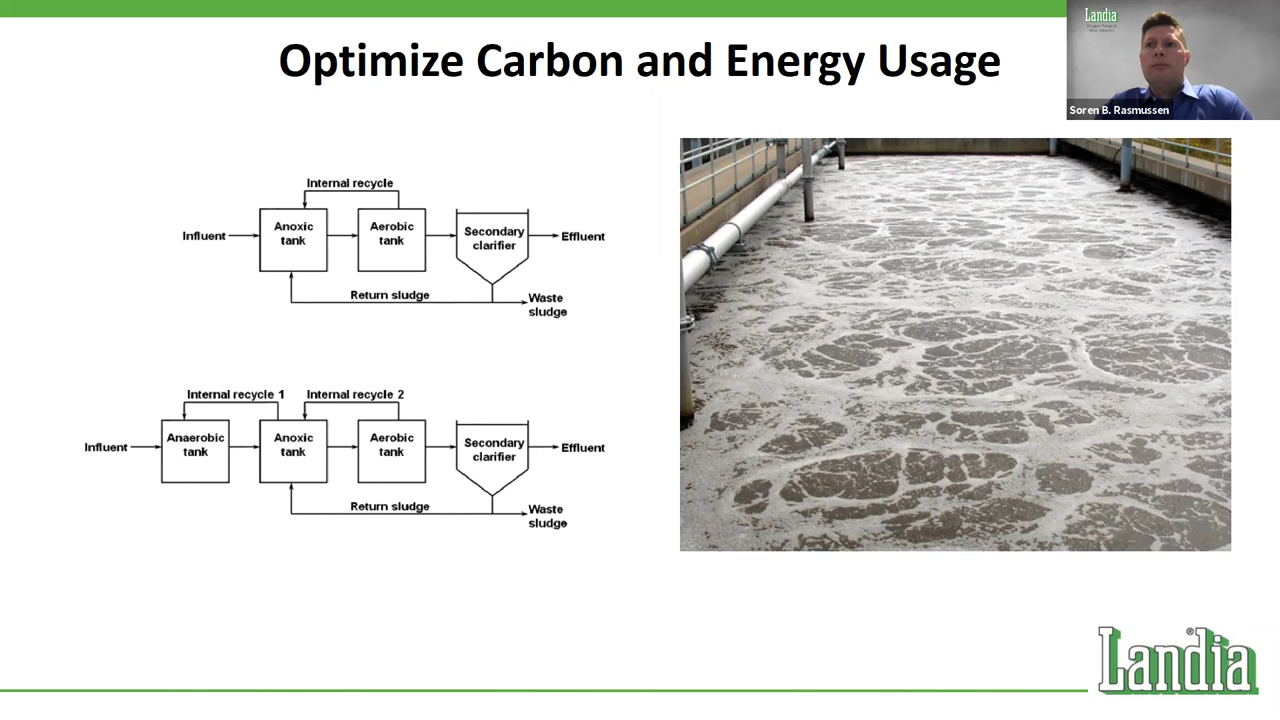 Optimize Carbon and Energy Usage
Landia
Soren B. Rasmussen
Internal recycle
Influent
Anoxic
tank
Aerobic
tank
Secondary
clarifier
Effluent
Return sludge
Waste
sludge
Internal recycle 1
Internal recycle 2
Influent
Anaerobic
tank
Anoxic
tank
Aerobic
tank
Secondary
clarifier
Effluent
Return sludge
Waste
sludge
Landia®